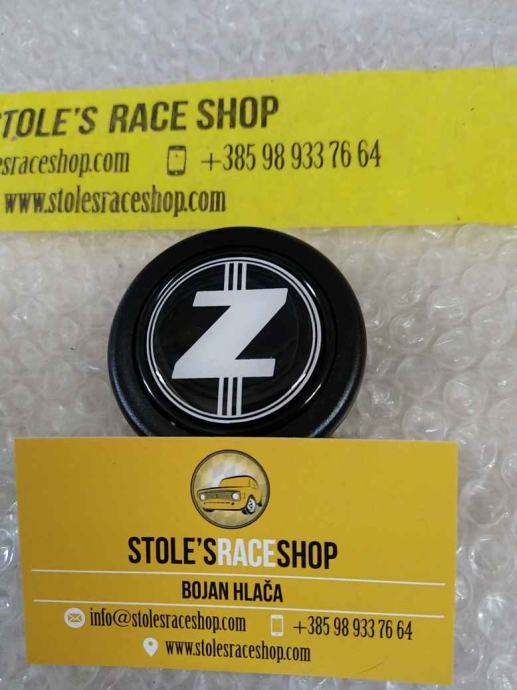 STOLE'S RACE SHOP
esraceshop.com +385 98 933 76 64
www.stolesraceshop.com
Z
STOLE'SRACESHOP
BOJAN HLAČA
info@stolesraceshop.com +385 98 933 76 64
www.stolesraceshop.com